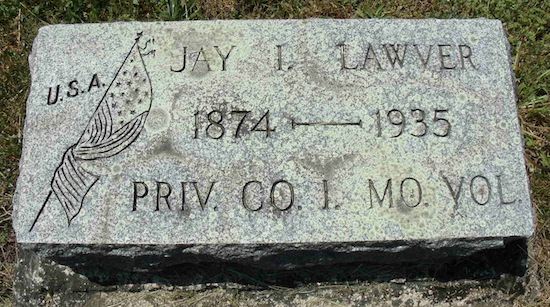 U.S.A.
JAY I. LAWVER
1874 — 1935
PRIV. CO. I. MO. VOL.